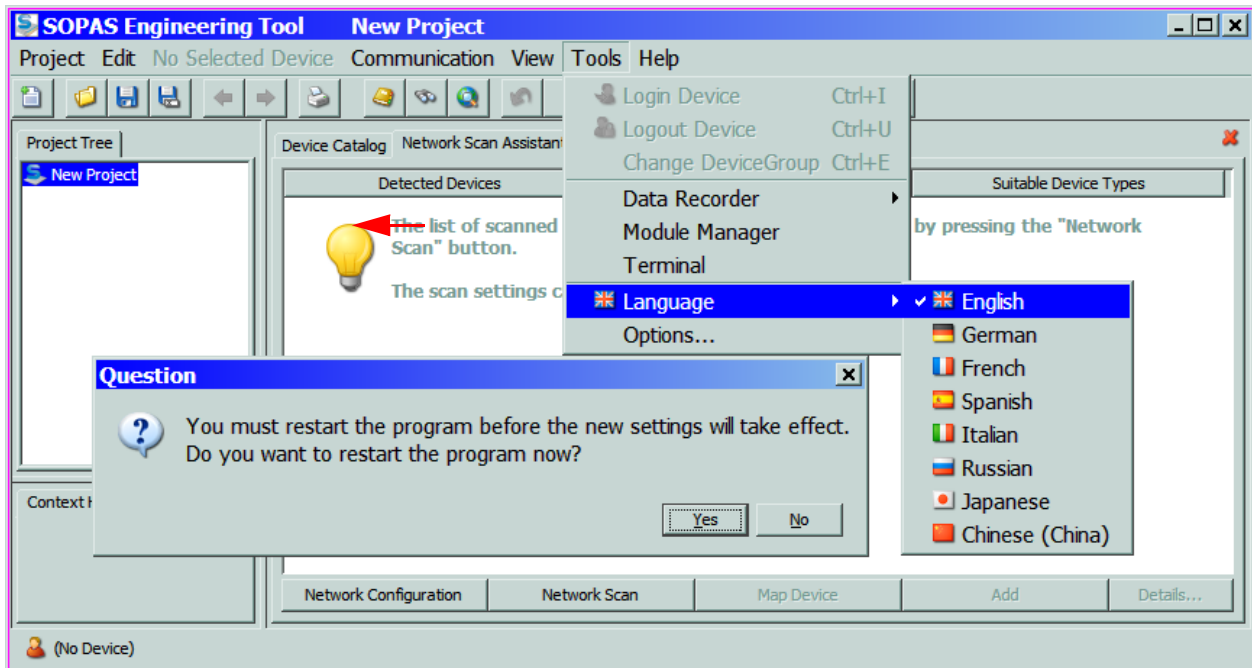 SOPAS Engineering Tool New Project
Project Edit No Selected Device Communication View Tools Help
Login Device Ctrl+I
Logout Device Ctrl+U
Change DeviceGroup Ctrl+E
Data Recorder
Module Manager
Terminal
Language
Options...
English
German
French
Spanish
Italian
Russian
Japanese
Chinese (China)
Project Tree
New Project
Device Catalog Network Scan Assistant
Detected Devices Suitable Device Types
The list of scanned by pressing the "Network
Scan" button.
The scan settings
Question
You must restart the program before the new settings will take effect.
Do you want to restart the program now?
Yes No
Context
Network Configuration Network Scan Map Device Add Details...
(No Device)